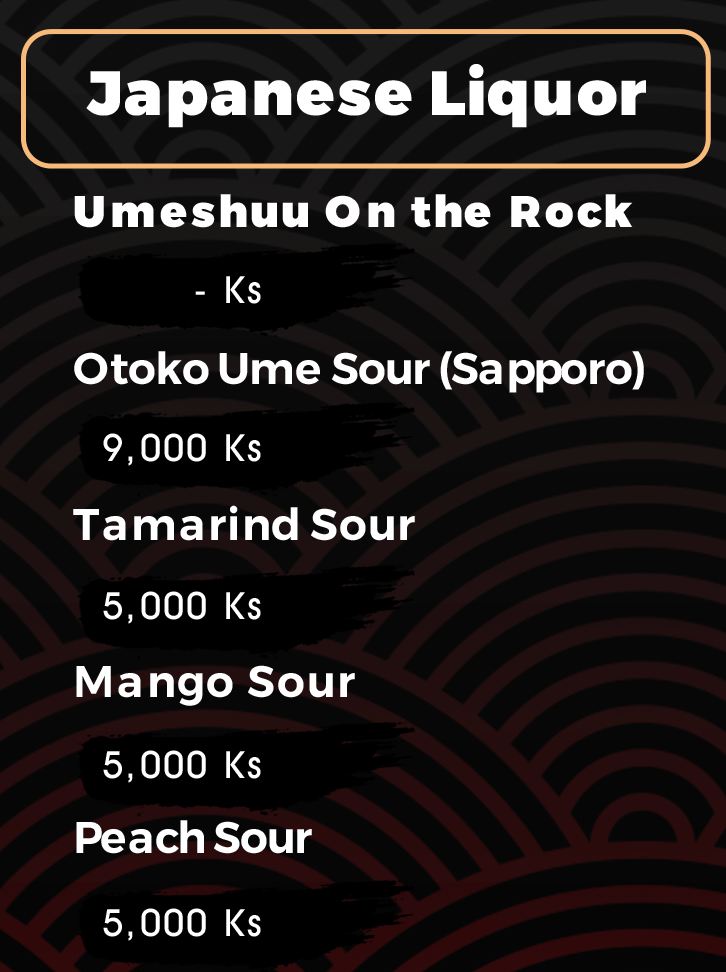 Japanese Liquor
Umeshuu On the Rock
- Ks
Otoko Ume Sour (Sapporo)
9,000 Ks
Tamarind Sour
5,000 Ks
Mango Sour
5,000 Ks
Peach Sour
5,000 Ks